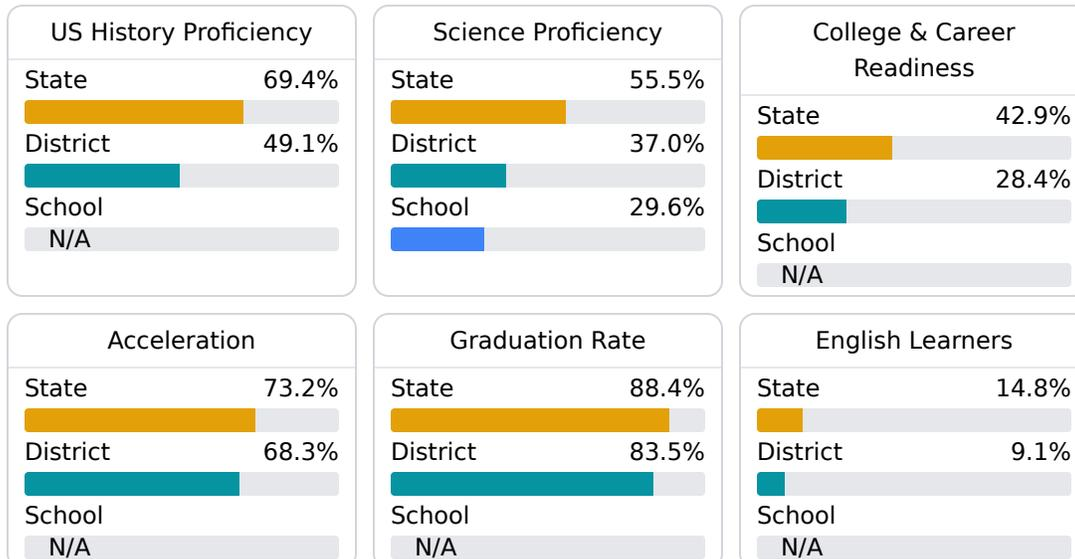 US History Proficiency
State 69.4%
District 49.1%
School
N/A
Science Proficiency
State 55.5%
District 37.0%
School 29.6%
College & Career
Readiness
State 42.9%
District 28.4%
School
N/A
Acceleration
State 73.2%
District 68.3%
School
N/A
Graduation Rate
State 88.4%
District 83.5%
School
N/A
English Learners
State 14.8%
District 9.1%
School
N/A